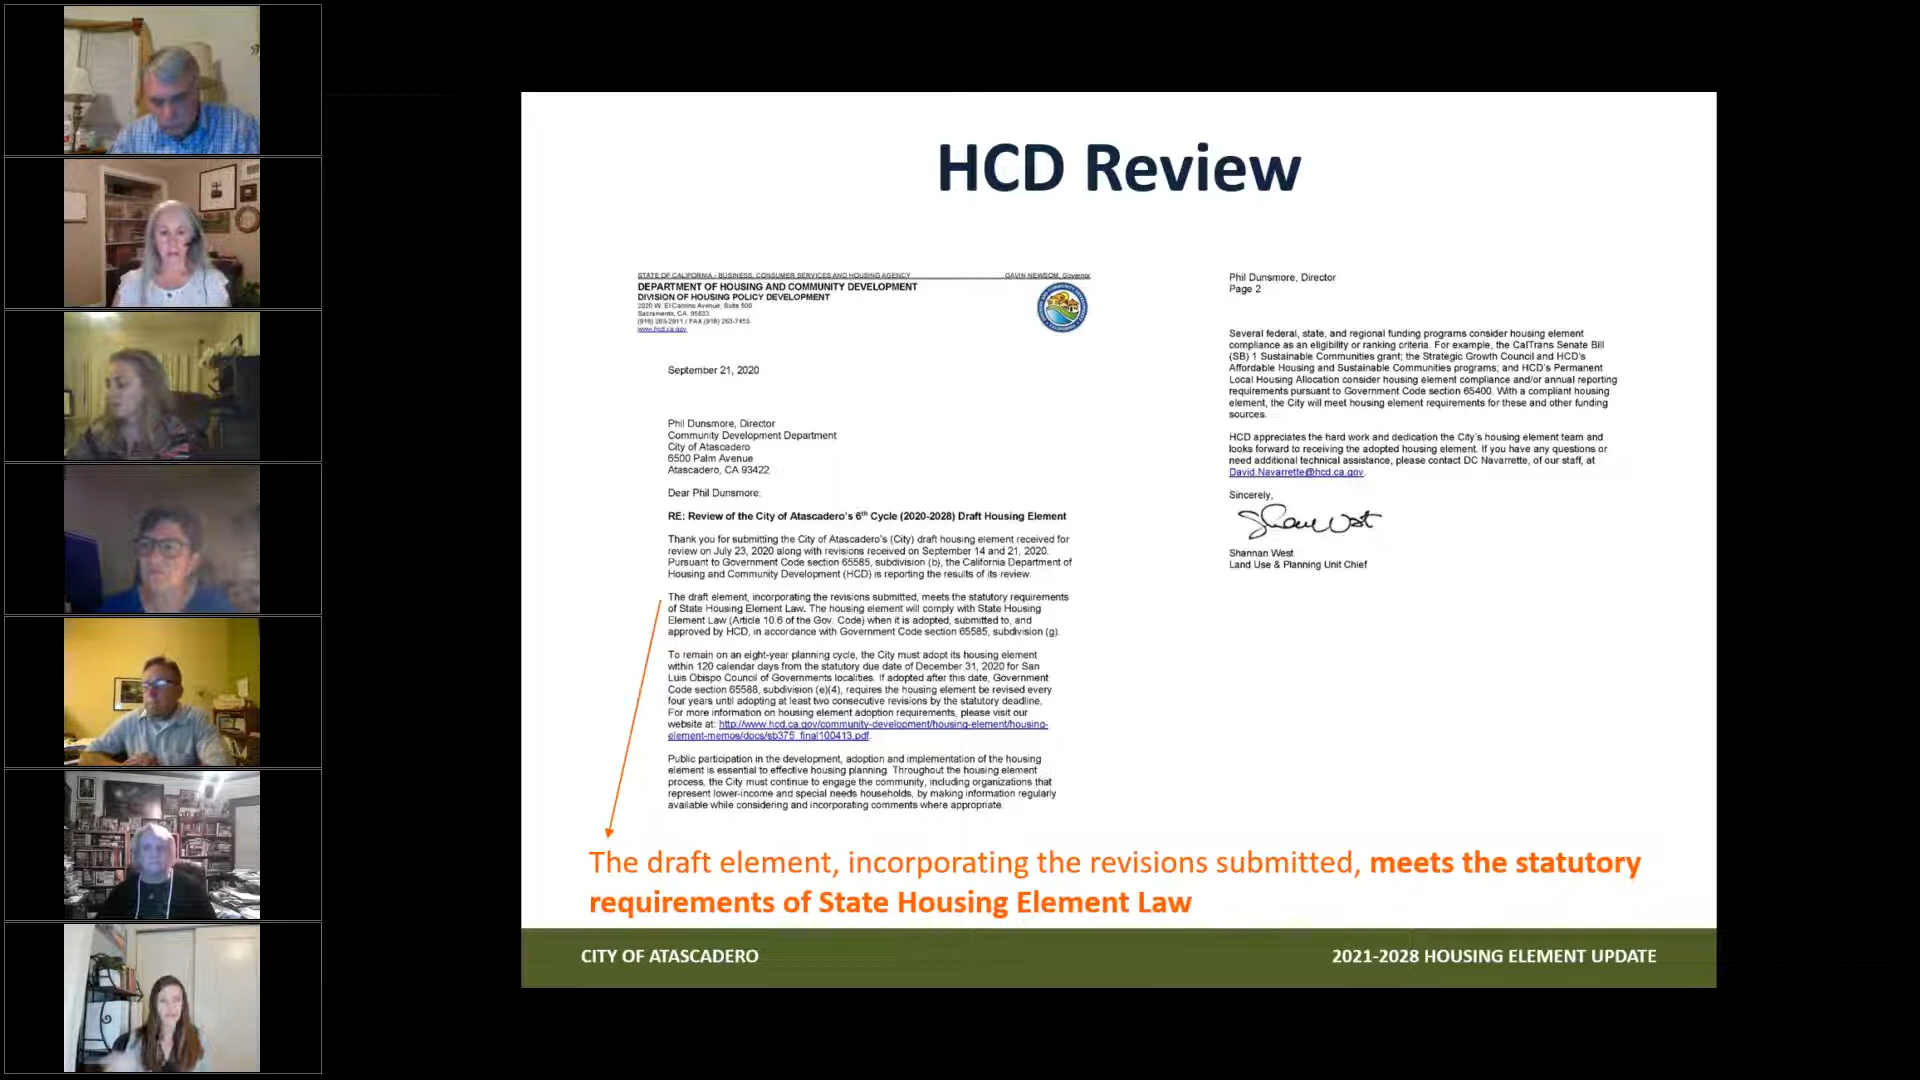 HCD Review
STATE OF CALIFORNIA - BUSINESS, CONSUMER SERVICES AND HOUSING AGENCY GAVIN NEWSOM, Governor
DEPARTMENT OF HOUSING AND COMMUNITY DEVELOPMENT
DIVISION OF HOUSING POLICY DEVELOPMENT
2020 W. El Camino Avenue, Suite 500
Sacramento, CA 95833
(916) 263-2911 / FAX (916) 263-7453
www.hcd.ca.gov
September 21, 2020
Phil Dunsmore, Director
Community Development Department
City of Atascadero
6500 Palm Avenue
Atascadero, CA 93422
Dear Phil Dunsmore:
RE: Review of the City of Atascadero's 6th Cycle (2020-2028) Draft Housing Element
Thank you for submitting the City of Atascadero's (City) draft housing element received for
review on July 23, 2020 along with revisions received on September 14 and 21, 2020.
Pursuant to Government Code section 65585, subdivision (b), the California Department of
Housing and Community Development (HCD) is reporting the results of its review.
The draft element, incorporating the revisions submitted, meets the statutory requirements
of State Housing Element Law. The housing element will comply with State Housing
Element Law (Article 10.6 of the Gov. Code) when it is adopted, submitted to, and
approved by HCD, in accordance with Government Code section 65585, subdivision (g).
To remain on an eight-year planning cycle, the City must adopt its housing element
within 120 calendar days from the statutory due date of December 31, 2020 for San
Luis Obispo Council of Governments localities. If adopted after this date, Government
Code section 65588, subdivision (e)(4), requires the housing element be revised every
four years until adopting at least two consecutive revisions by the statutory deadline.
For more information on housing element adoption requirements, please visit our
website at: http://www.hcd.ca.gov/community-development/housing-element/housing-
element-memos/docs/sb375_final100413.pdf.
Public participation in the development, adoption and implementation of the housing
element is essential to effective housing planning. Throughout the housing element
process, the City must continue to engage the community, including organizations that
represent lower-income and special needs households, by making information regularly
available while considering and incorporating comments where appropriate.
Phil Dunsmore, Director
Page 2
Several federal, state, and regional funding programs consider housing element
compliance as an eligibility or ranking criteria. For example, the CalTrans Senate Bill
(SB) 1 Sustainable Communities grant; the Strategic Growth Council and HCD's
Affordable Housing and Sustainable Communities programs; and HCD's Permanent
Local Housing Allocation consider housing element compliance and/or annual reporting
requirements pursuant to Government Code section 65400. With a compliant housing
element, the City will meet housing element requirements for these and other funding
sources.
HCD appreciates the hard work and dedication the City's housing element team and
looks forward to receiving the adopted housing element. If you have any questions or
need additional technical assistance, please contact DC Navarrette, of our staff, at
David.Navarrette@hcd.ca.gov.
Sincerely,
Shannan West
Land Use & Planning Unit Chief
The draft element, incorporating the revisions submitted, meets the statutory
requirements of State Housing Element Law
CITY OF ATASCADERO 2021-2028 HOUSING ELEMENT UPDATE